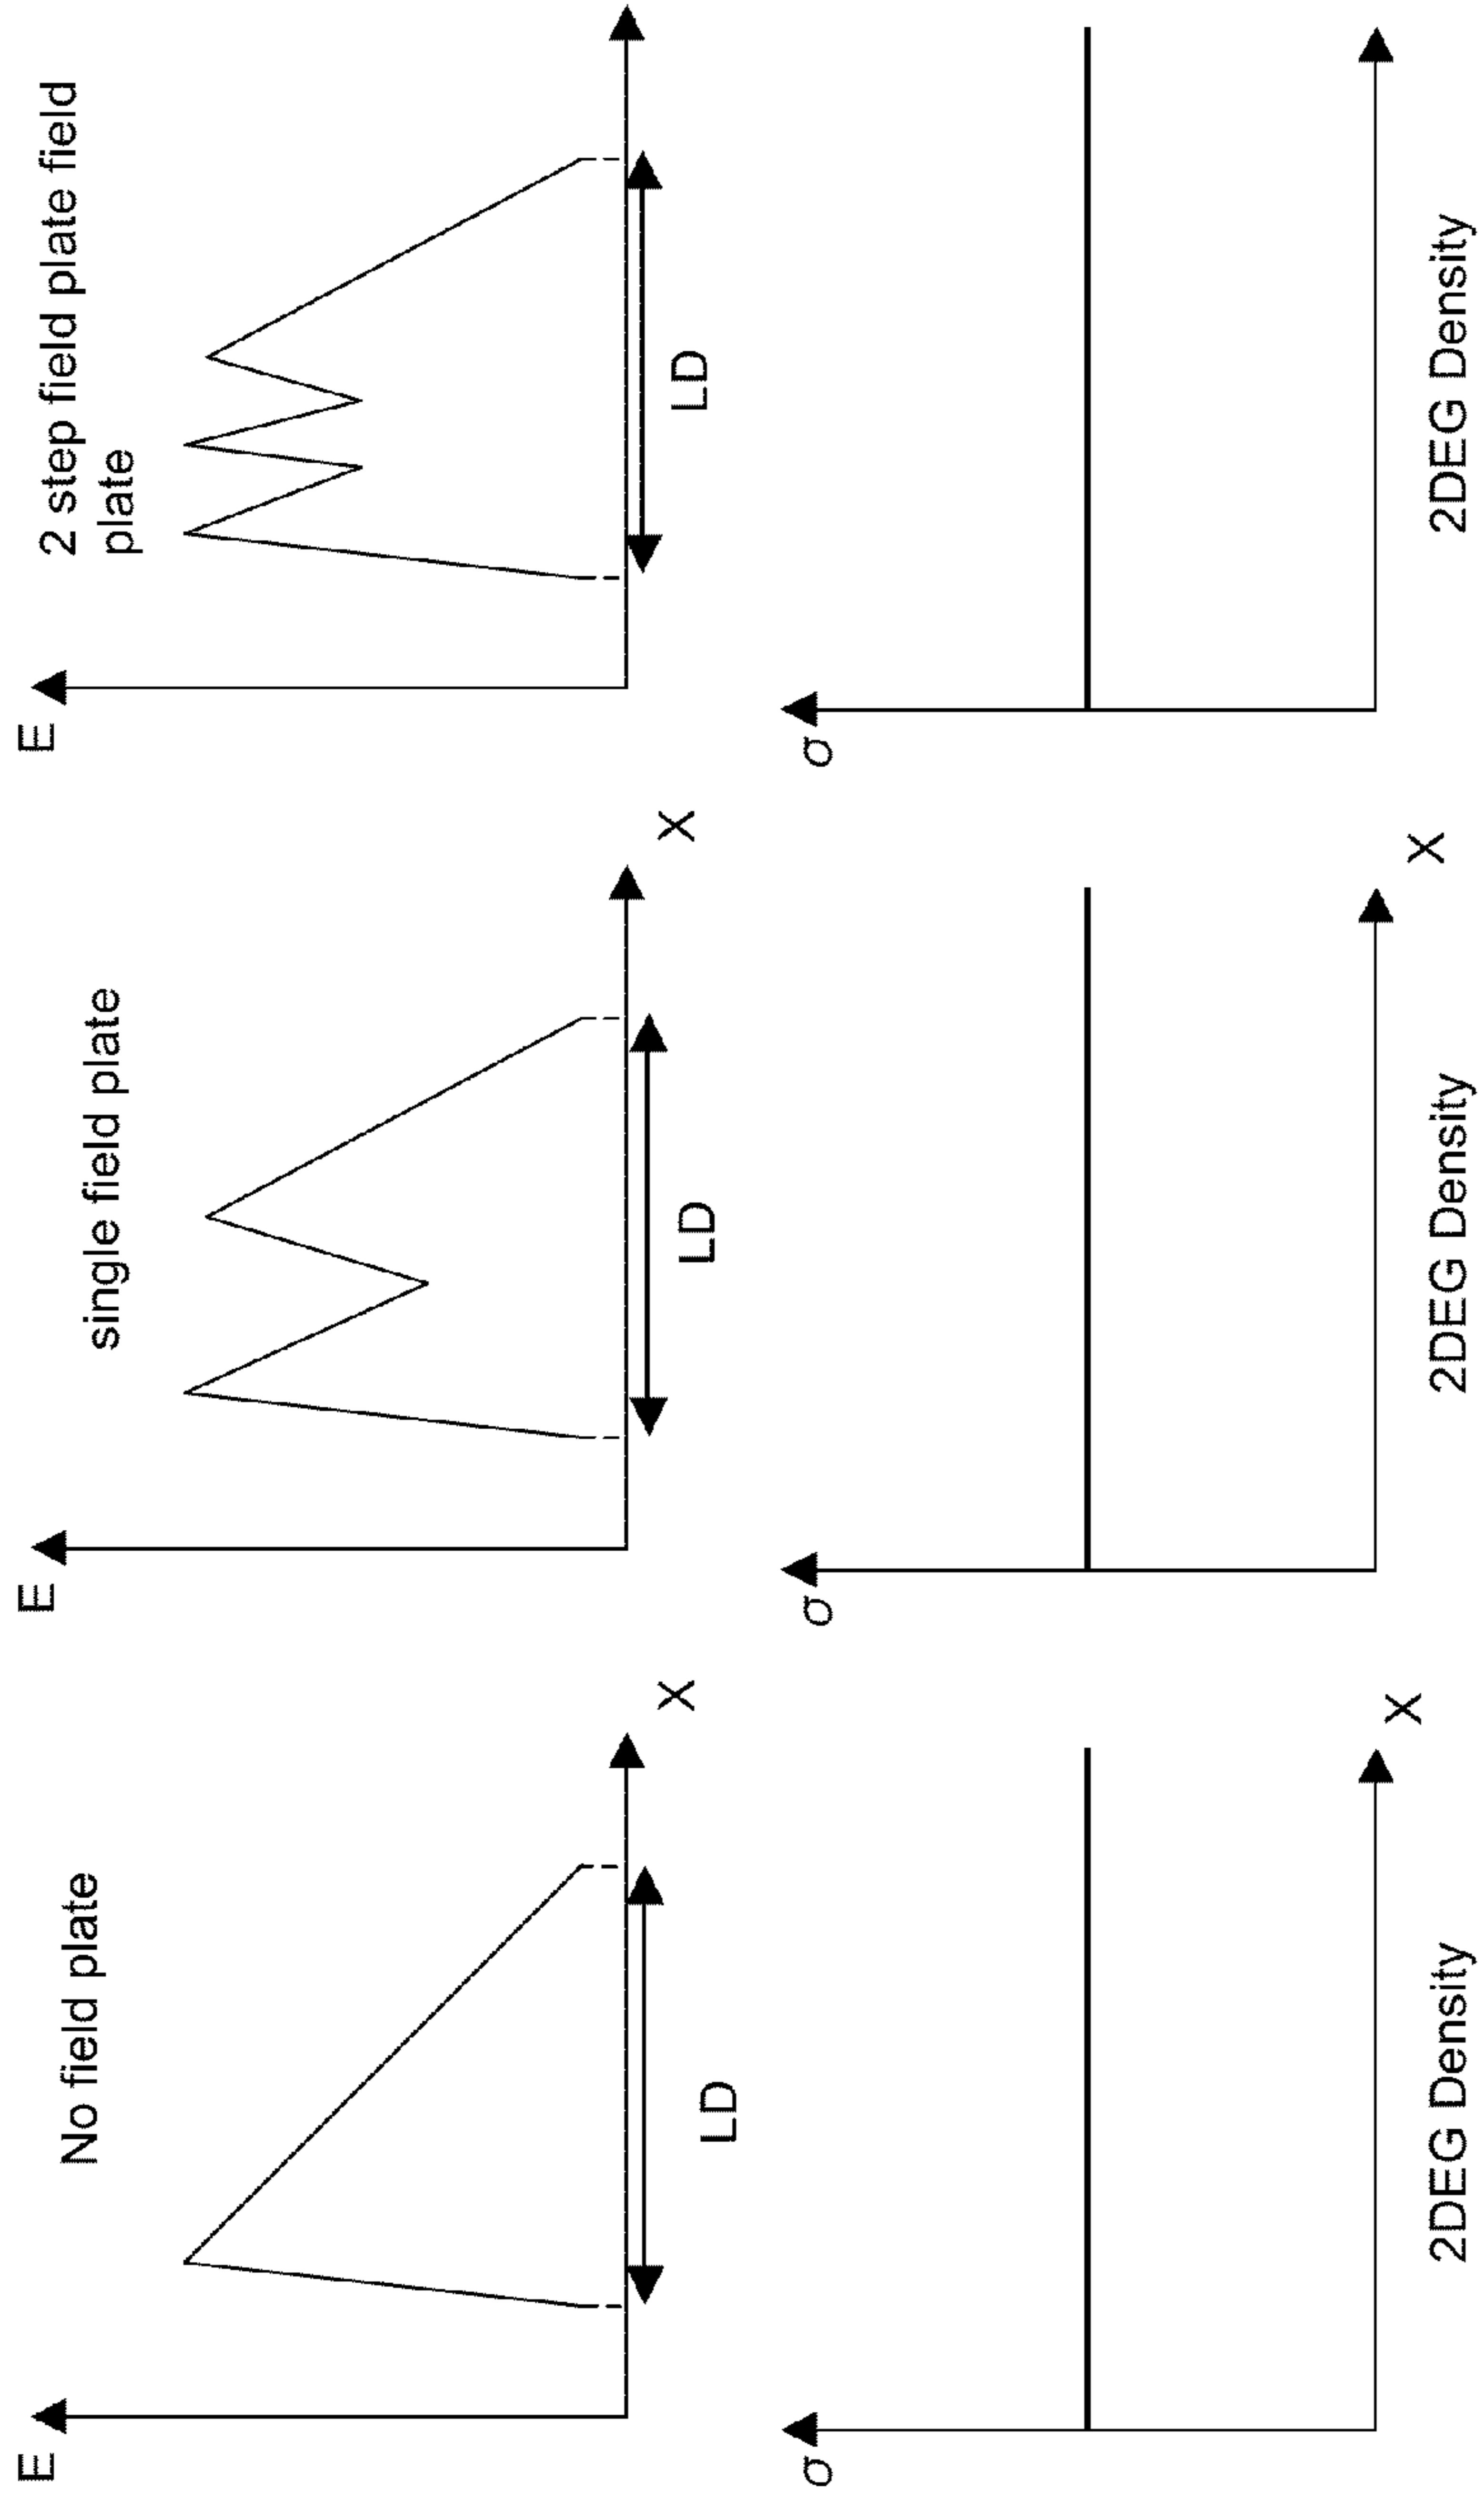 No field plate
E
X
LD
σ
X
2DEG Density
single field plate
E
X
LD
σ
X
2DEG Density
2 step field plate field
plate
E
LD
σ
2DEG Density